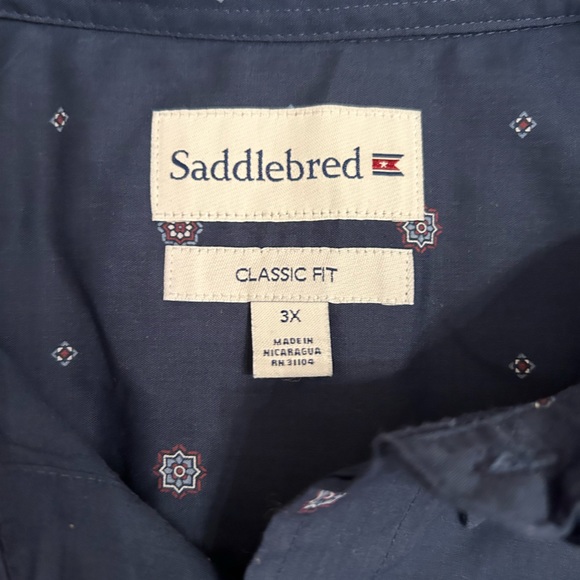 Saddlebred
CLASSIC FIT
3X
MADE IN
NICARAGUA
RN 31104